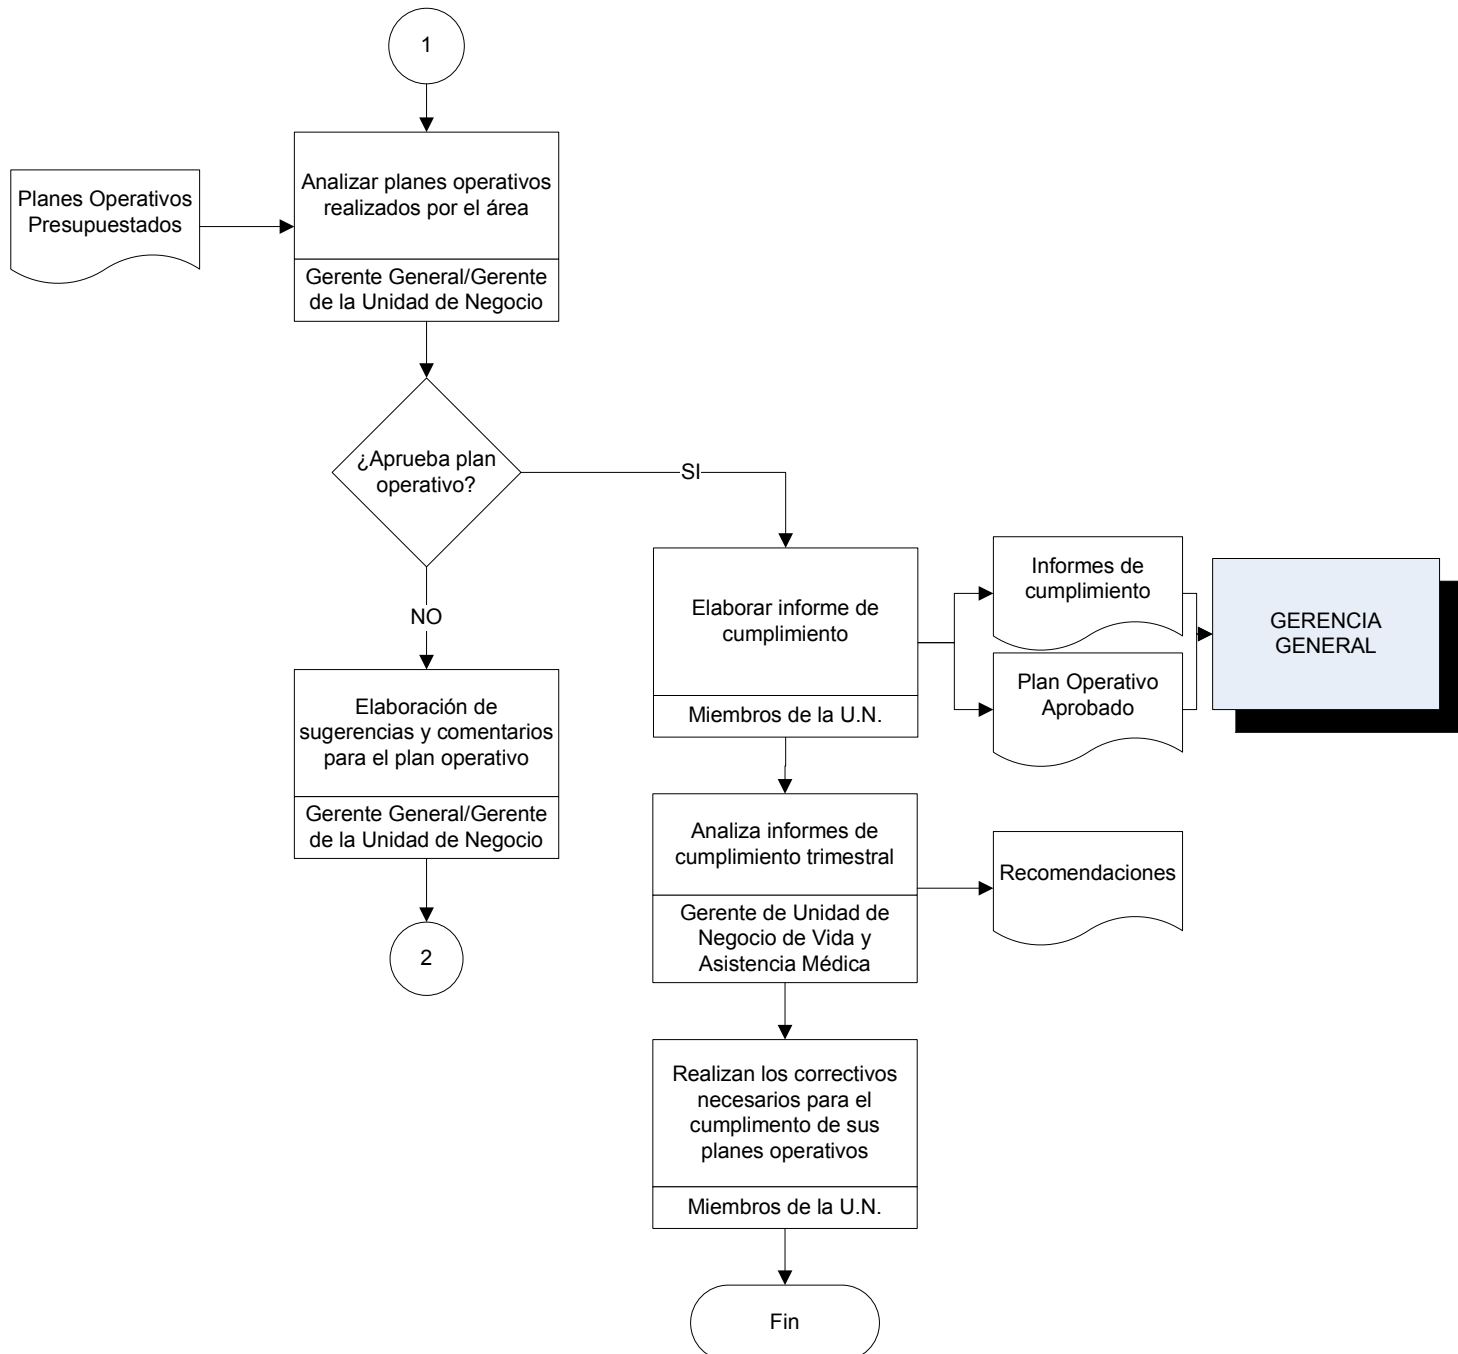 1
Planes Operativos
Presupuestados
Analizar planes operativos
realizados por el área
Gerente General/Gerente
de la Unidad de Negocio
¿Aprueba plan
operativo?
SI
NO
Elaboración de
sugerencias y comentarios
para el plan operativo
Gerente General/Gerente
de la Unidad de Negocio
2
Elaborar informe de
cumplimiento
Miembros de la U.N.
Informes de
cumplimiento
Plan Operativo
Aprobado
GERENCIA
GENERAL
Analiza informes de
cumplimiento trimestral
Gerente de Unidad de
Negocio de Vida y
Asistencia Médica
Recomendaciones
Realizan los correctivos
necesarios para el
cumplimento de sus
planes operativos
Miembros de la U.N.
Fin